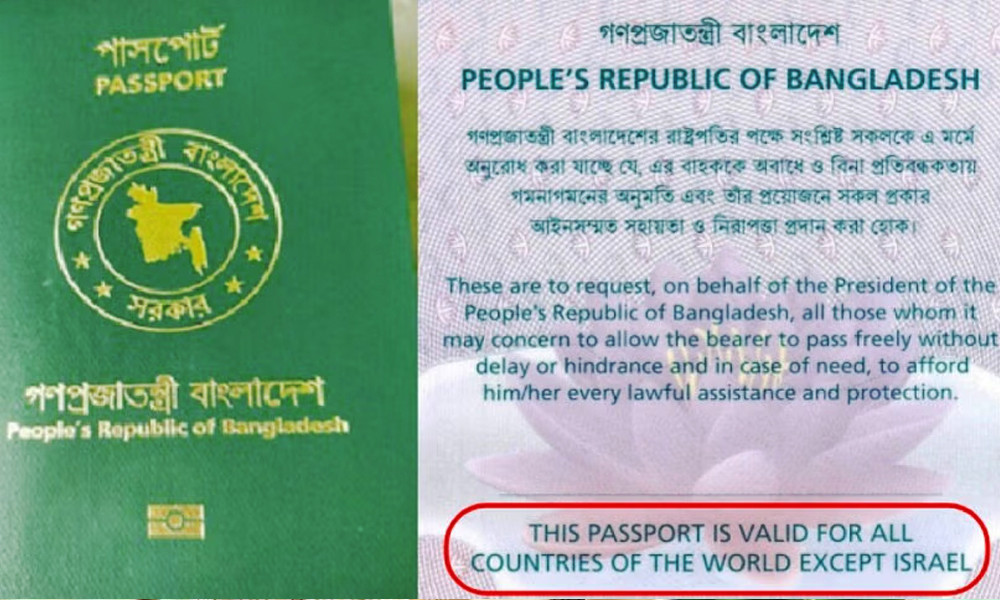 পাসপোর্ট
PASSPORT
গণপ্রজাতন্ত্রী বাংলাদেশ
সরকার
গণপ্রজাতন্ত্রী বাংলাদেশ
People's Republic of Bangladesh
গণপ্রজাতন্ত্রী বাংলাদেশ
PEOPLE'S REPUBLIC OF BANGLADESH
গণপ্রজাতন্ত্রী বাংলাদেশের রাষ্ট্রপতির পক্ষে সংশ্লিষ্ট সকলকে এ মর্মে
অনুরোধ করা যাচ্ছে যে, এর বাহককে অবাধে ও বিনা প্রতিবন্ধকতায়
গমনাগমনের অনুমতি এবং তাঁর প্রয়োজনে সকল প্রকার
আইনসম্মত সহায়তা ও নিরাপত্তা প্রদান করা হোক।
These are to request, on behalf of the President of the
People's Republic of Bangladesh, all those whom it
may concern to allow the bearer to pass freely without
delay or hindrance and in case of need, to afford
him/her every lawful assistance and protection.
THIS PASSPORT IS VALID FOR ALL
COUNTRIES OF THE WORLD EXCEPT ISRAEL